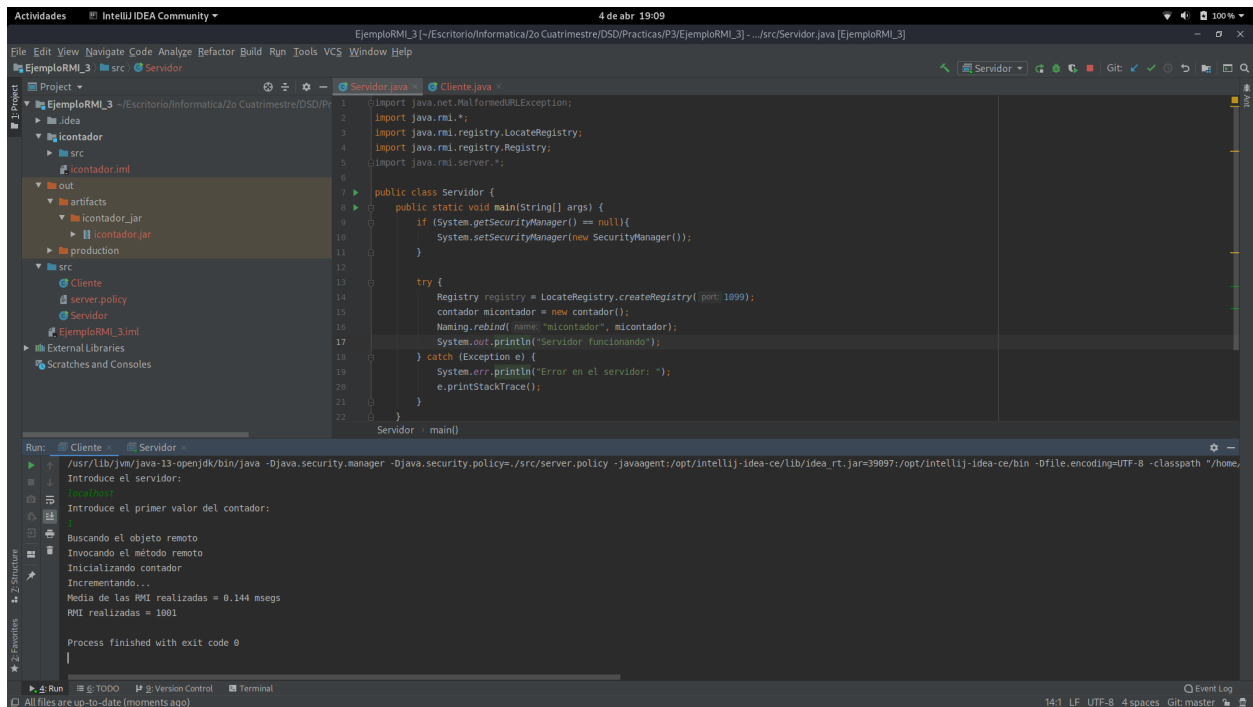 Actividades IntelliJ IDEA Community 4 de abr 19:09 100 %
EjemploRMI_3 [~/Escritorio/Informatica/2o Cuatrimestre/DSD/Practicas/P3/EjemploRMI_3] - .../src/Servidor.java [EjemploRMI_3]
File Edit View Navigate Code Analyze Refactor Build Run Tools VCS Window Help
EjemploRMI_3 src Servidor Servidor Git:
Project Servidor.java Cliente.java
1: Project
Ant
EjemploRMI_3 ~/Escritorio/Informatica/2o Cuatrimestre/DSD/Pr
.idea
icontador
src
icontador.iml
out
artifacts
icontador_jar
icontador.jar
production
src
Cliente
server.policy
Servidor
EjemploRMI_3.iml
External Libraries
Scratches and Consoles
1 import java.net.MalformedURLException;
2 import java.rmi.*;
3 import java.rmi.registry.LocateRegistry;
4 import java.rmi.registry.Registry;
5 import java.rmi.server.*;
6
7 public class Servidor {
8 public static void main(String[] args) {
9 if (System.getSecurityManager() == null){
10 System.setSecurityManager(new SecurityManager());
11 }
12
13 try {
14 Registry registry = LocateRegistry.createRegistry( port: 1099);
15 contador micontador = new contador();
16 Naming.rebind( name: "micontador", micontador);
17 System.out.println("Servidor funcionando");
18 } catch (Exception e) {
19 System.err.println("Error en el servidor: ");
20 e.printStackTrace();
21 }
22 }
Servidor main()
Run: Cliente Servidor
/usr/lib/jvm/java-13-openjdk/bin/java -Djava.security.manager -Djava.security.policy=./src/server.policy -javaagent:/opt/intellij-idea-ce/lib/idea_rt.jar=39097:/opt/intellij-idea-ce/bin -Dfile.encoding=UTF-8 -classpath "/home/
Introduce el servidor:
localhost
Introduce el primer valor del contador:
1
Buscando el objeto remoto
Invocando el método remoto
Inicializando contador
Incrementando...
Media de las RMI realizadas = 0.144 msegs
RMI realizadas = 1001
Process finished with exit code 0
7: Structure
2: Favorites
4: Run 6: TODO 9: Version Control Terminal Event Log
All files are up-to-date (moments ago) 14:1 LF UTF-8 4 spaces Git: master